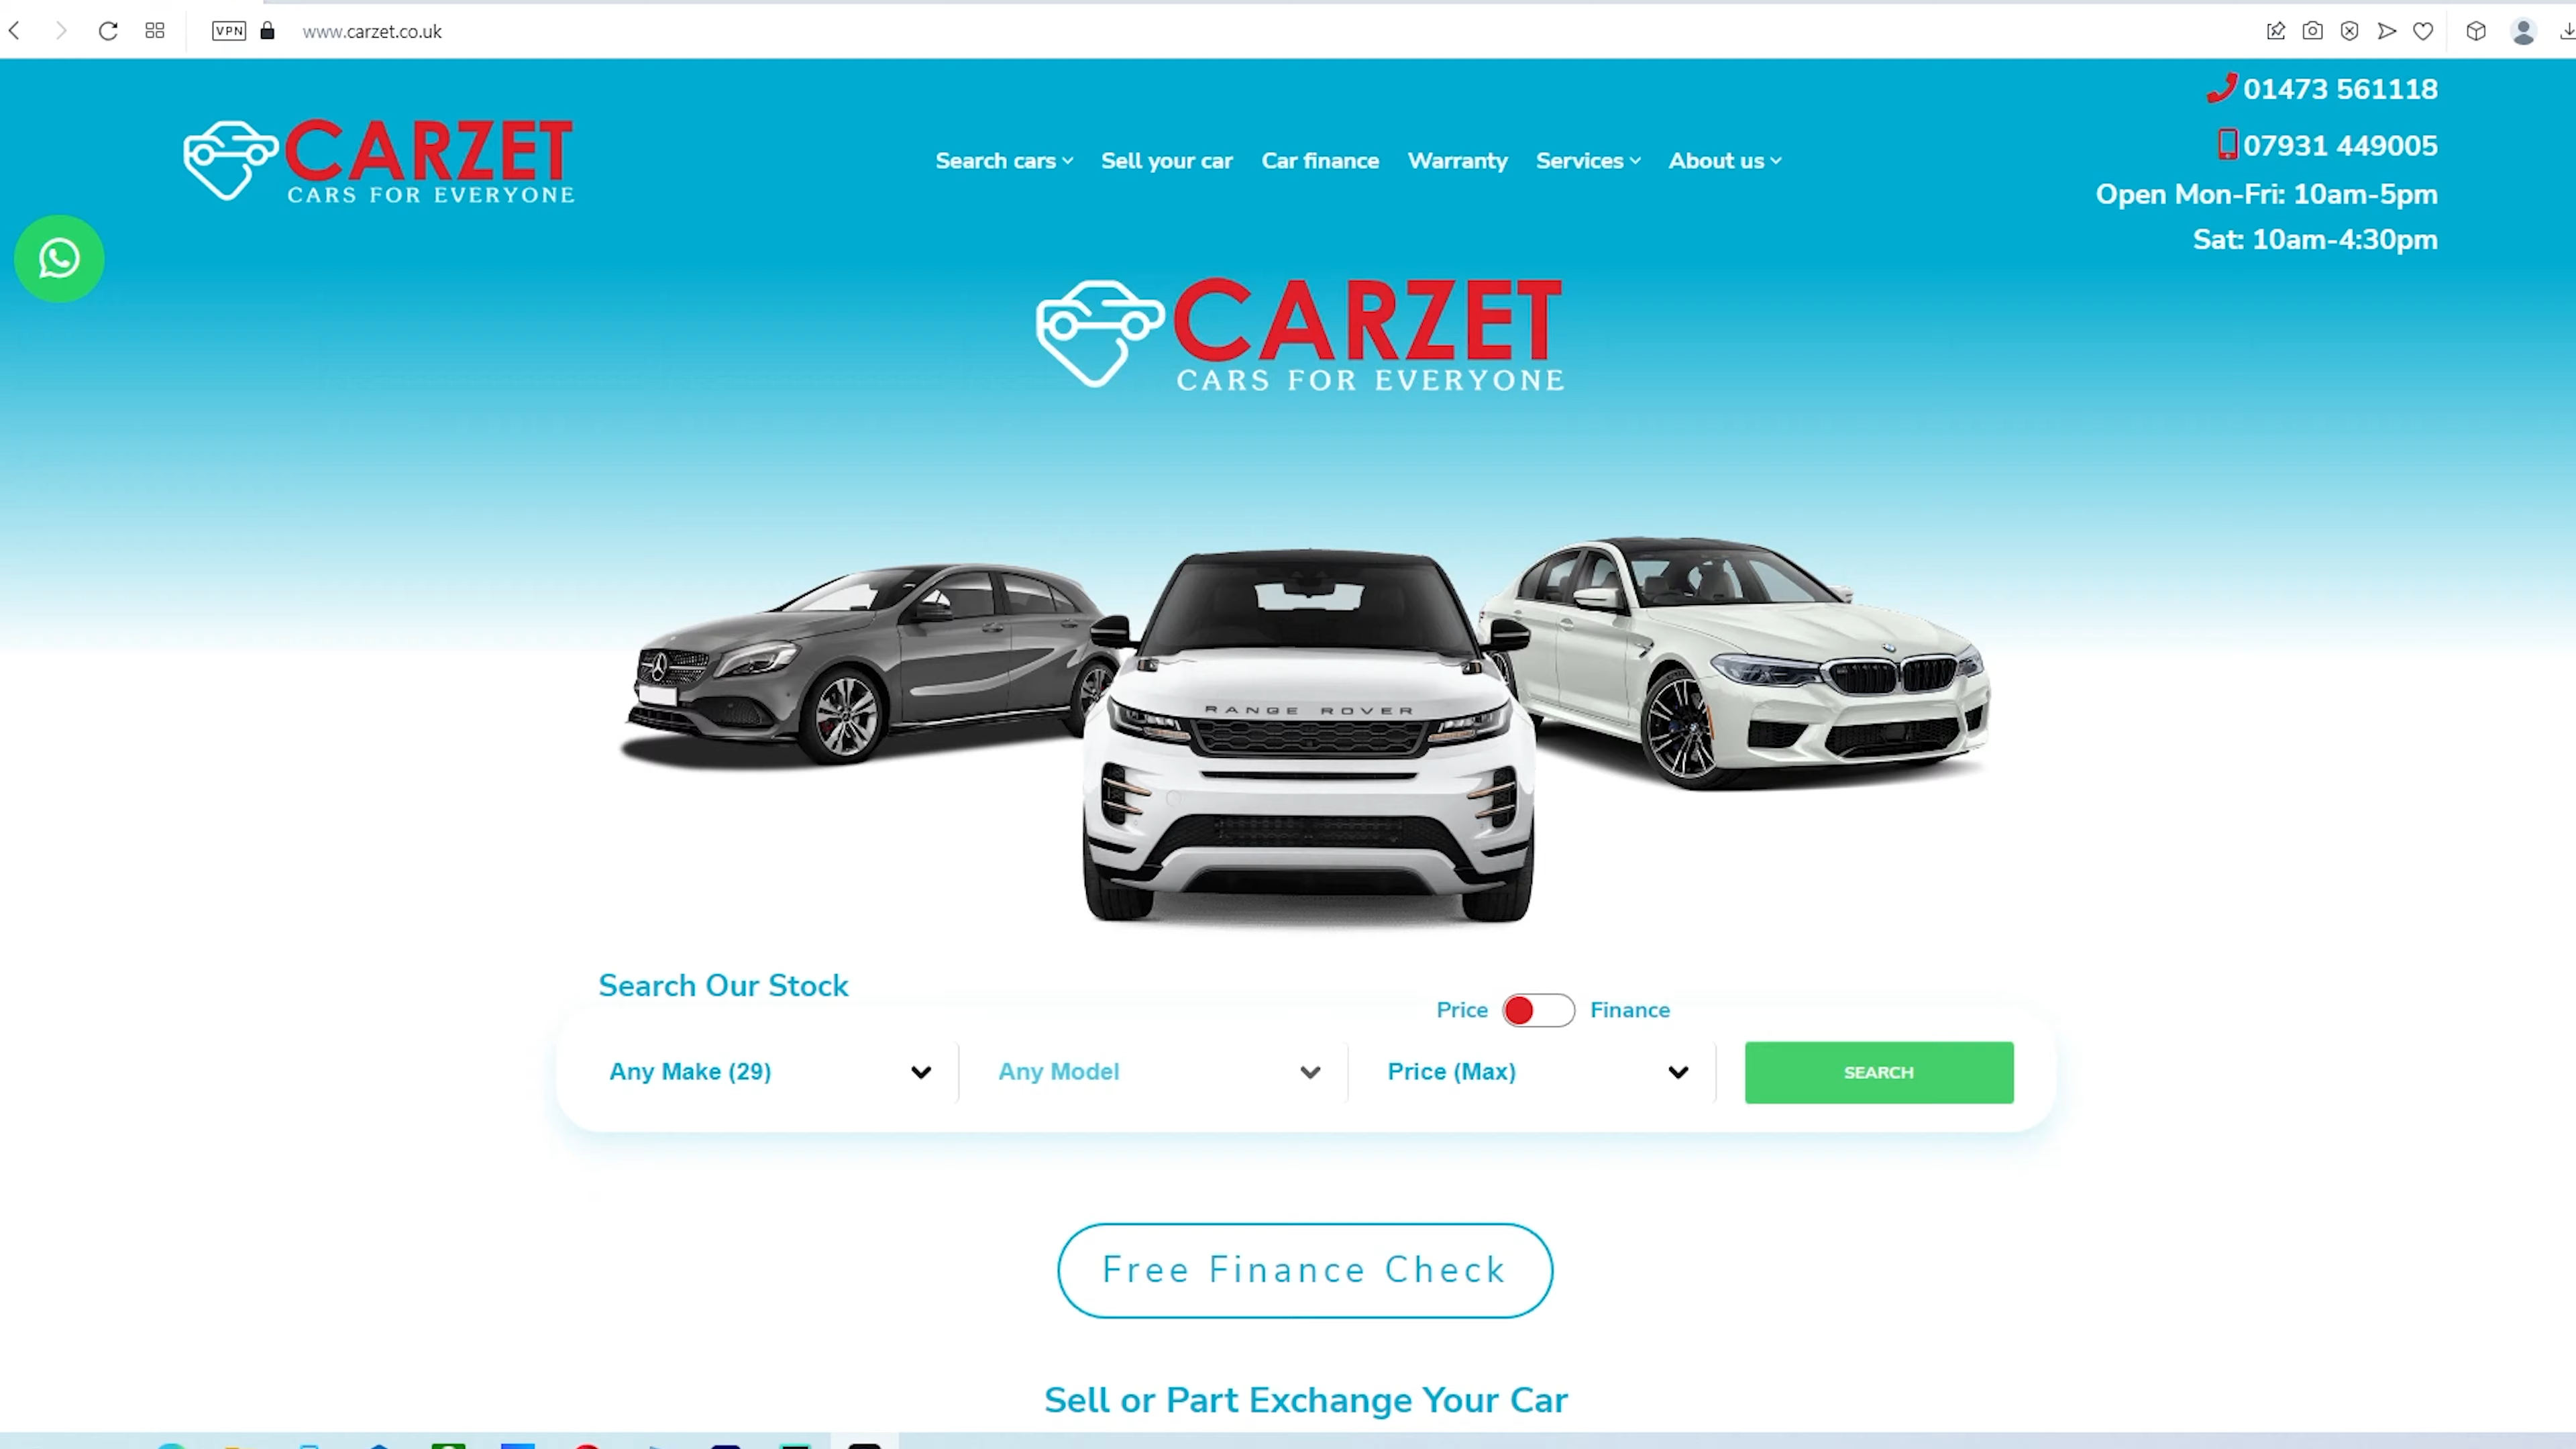 VPN
www.carzet.co.uk
01473 561118
CARZET
CARS FOR EVERYONE
Search cars
Sell your car
Car finance
Warranty
Services
About us
07931 449005
Open Mon-Fri: 10am-5pm
Sat: 10am-4:30pm
CARZET
CARS FOR EVERYONE
RANGE ROVER
Search Our Stock
Price
Finance
Any Make (29)
Any Model
Price (Max)
SEARCH
Free Finance Check
Sell or Part Exchange Your Car